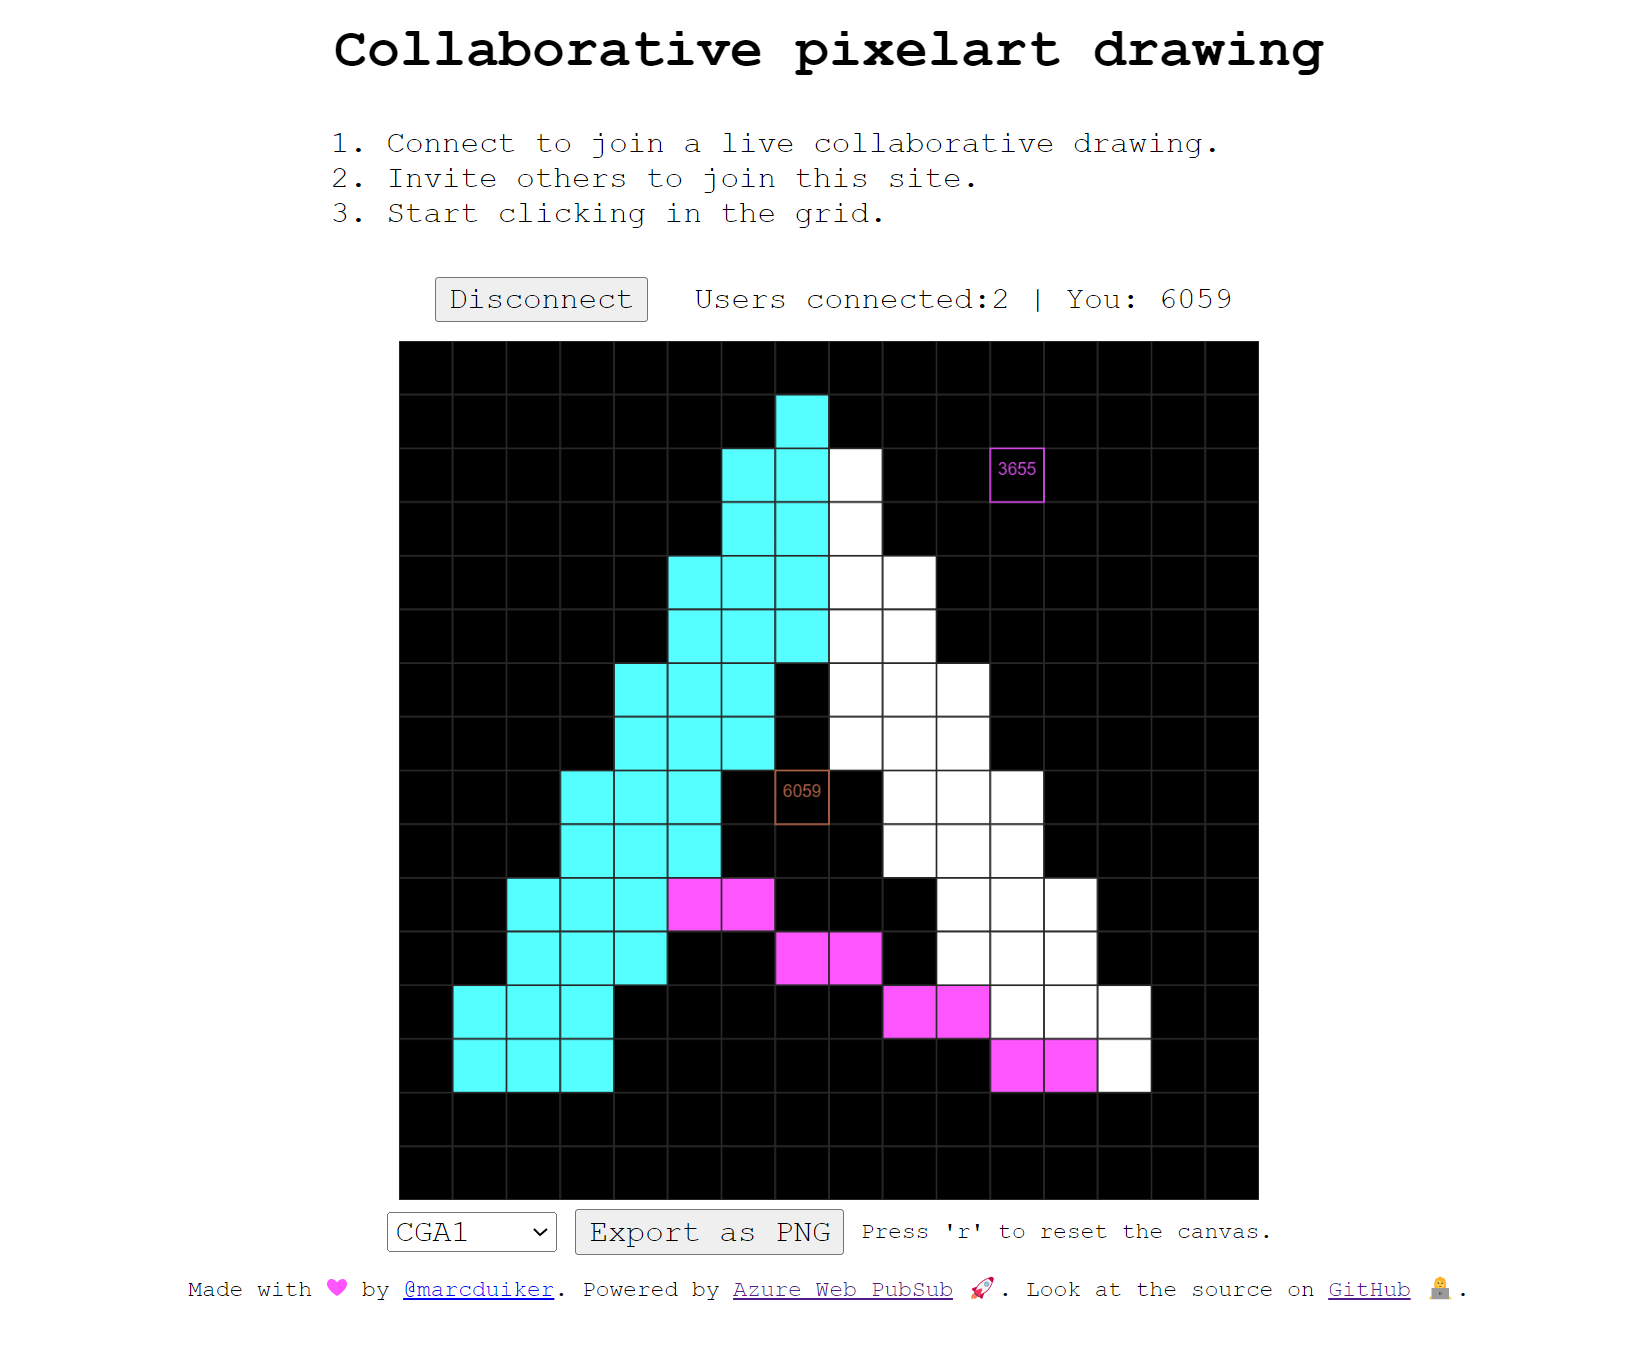 Collaborative pixelart drawing
1. Connect to join a live collaborative drawing.
2. Invite others to join this site.
3. Start clicking in the grid.
Disconnect Users connected:2 | You: 6059
3655
6059
CGA1 Export as PNG Press 'r' to reset the canvas.
Made with 💗 by @marcduiker. Powered by Azure Web PubSub 🚀. Look at the source on GitHub 👩‍💻.